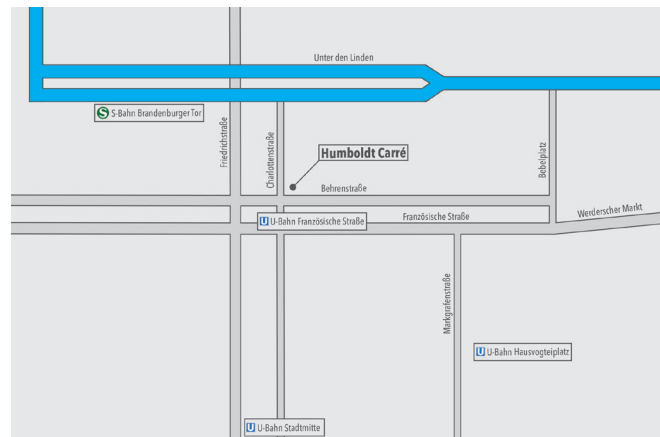 Unter den Linden
S S-Bahn Brandenburger Tor
Friedrichstraße
Charlottenstraße
Humboldt Carré
Bebelplatz
Behrenstraße
U U-Bahn Französische Straße
Französische Straße
Werderscher Markt
Markgrafenstraße
U U-Bahn Hausvogteiplatz
U U-Bahn Stadtmitte